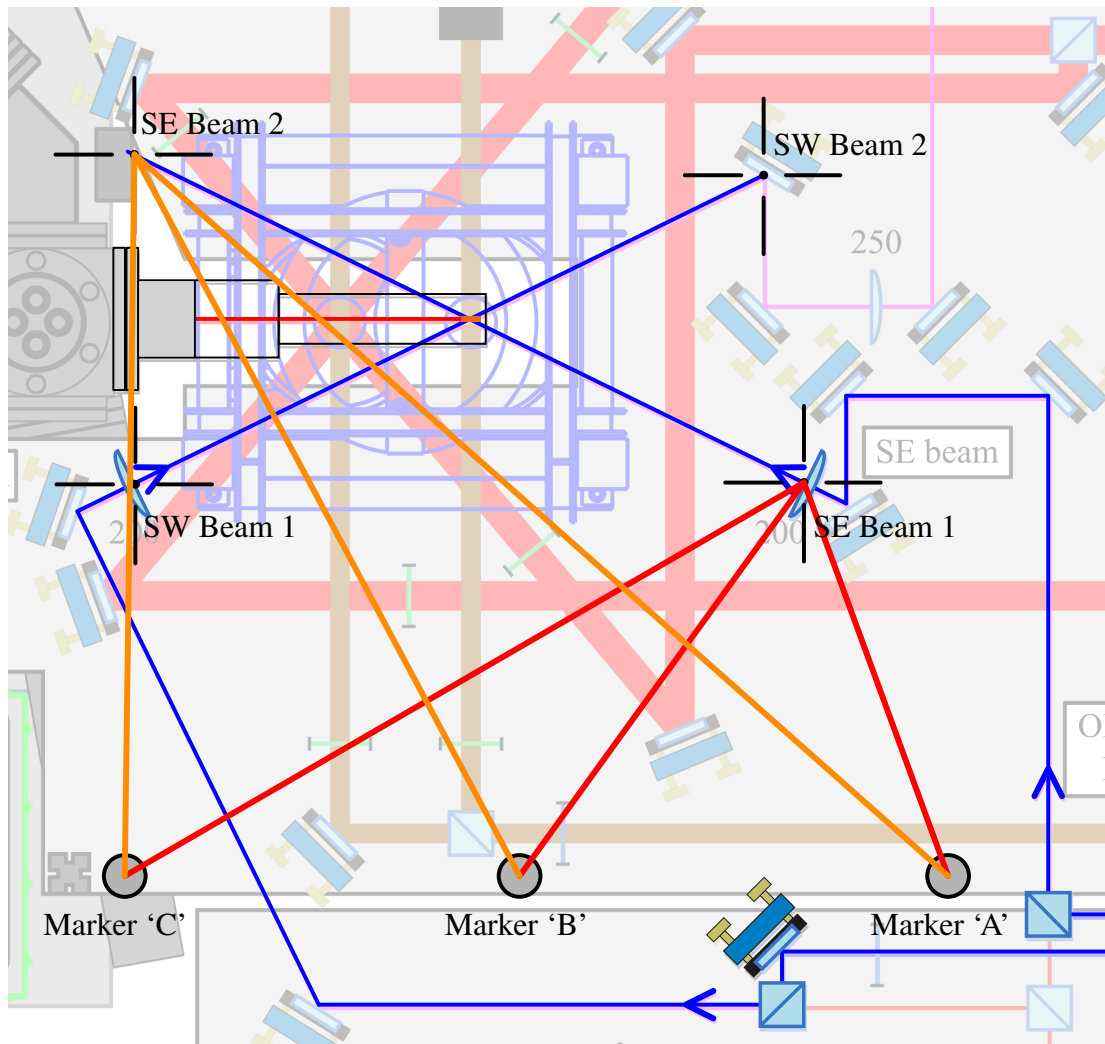 SE Beam 2
SW Beam 2
250
SE beam
SW Beam 1
200
SE Beam 1
Marker ‘C’
Marker ‘B’
Marker ‘A’